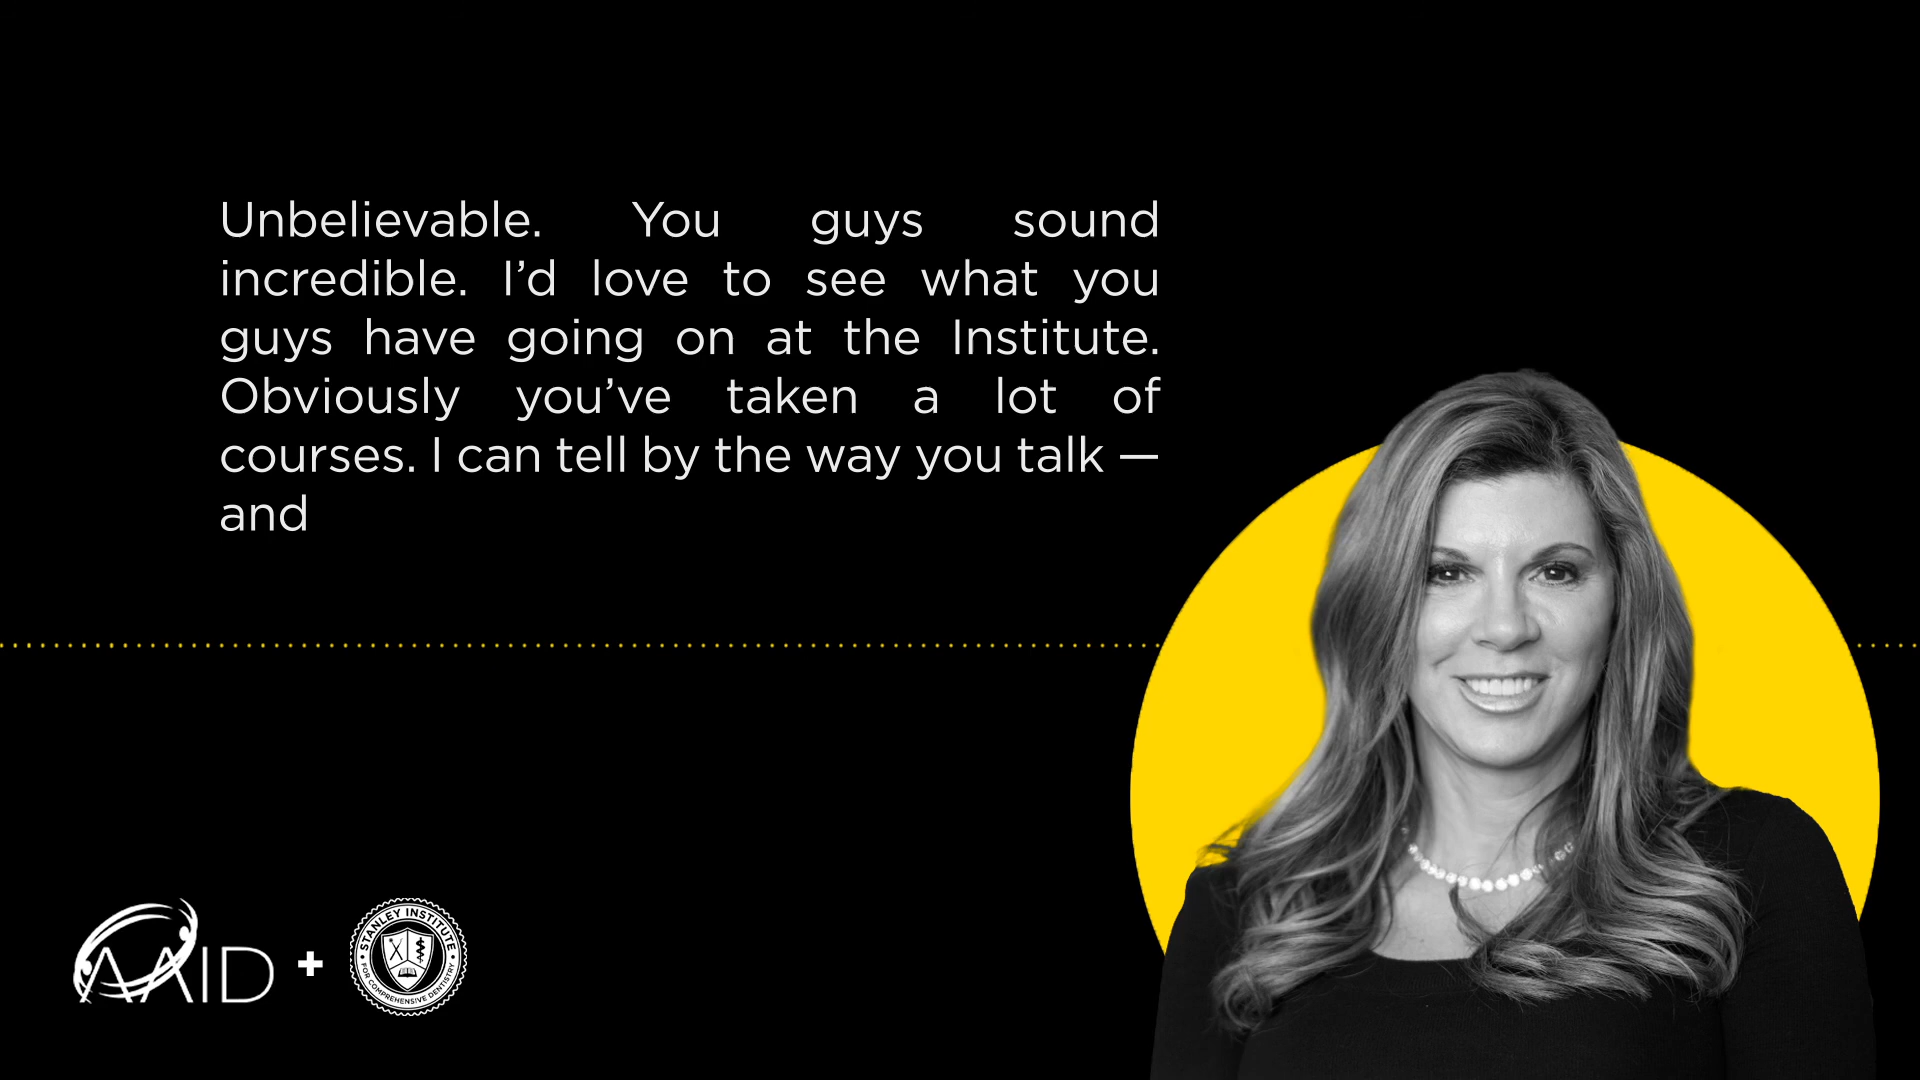 Unbelievable. You guys sound
incredible. I’d love to see what you
guys have going on at the Institute.
Obviously you’ve taken a lot of
courses. I can tell by the way you talk —
and
AAID
+
STANLEY INSTITUTE
FOR COMPREHENSIVE DENTISTRY